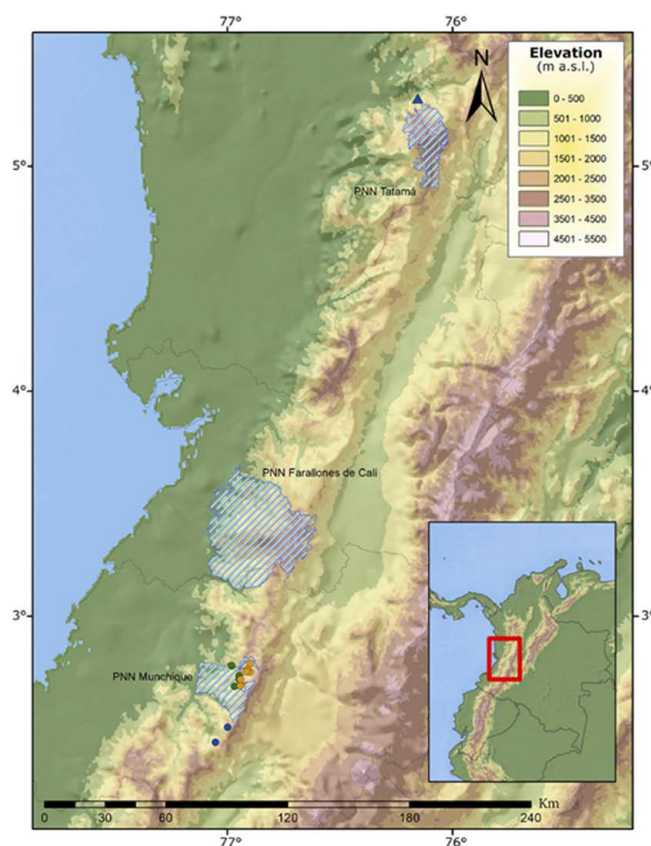 77°
76°
N
Elevation
(m a.s.l.)
0 - 500
501 - 1000
1001 - 1500
1501 - 2000
2001 - 2500
2501 - 3500
3501 - 4500
4501 - 5500
5°
5°
PNN Tatamá
4°
4°
PNN Farallones de Cali
3°
3°
PNN Munchique
Km
0 30 60 120 180 240
77°
76°